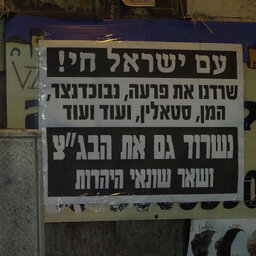 עם ישראל חי!
שרדנו את פרעה, נבוכדנצר,
המן, סטאלין, ועוד ועוד
נשרוד גם את הבג"צ
ושאר שונאי היהדות